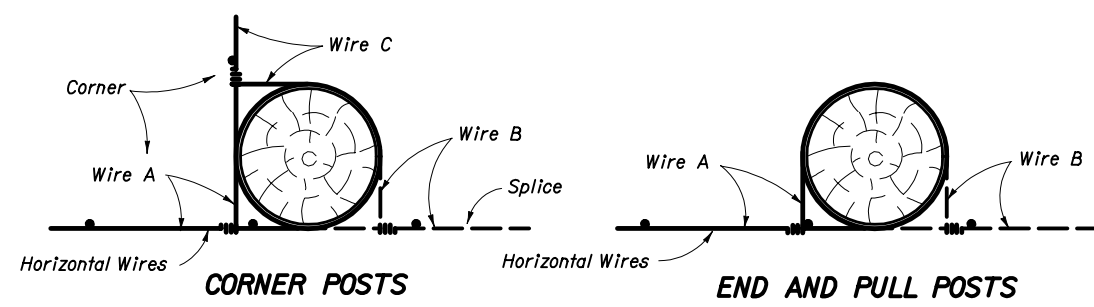 Wire C
Corner
Wire B
Wire A
Splice
Horizontal Wires
CORNER POSTS
Wire A
Wire B
Horizontal Wires
END AND PULL POSTS